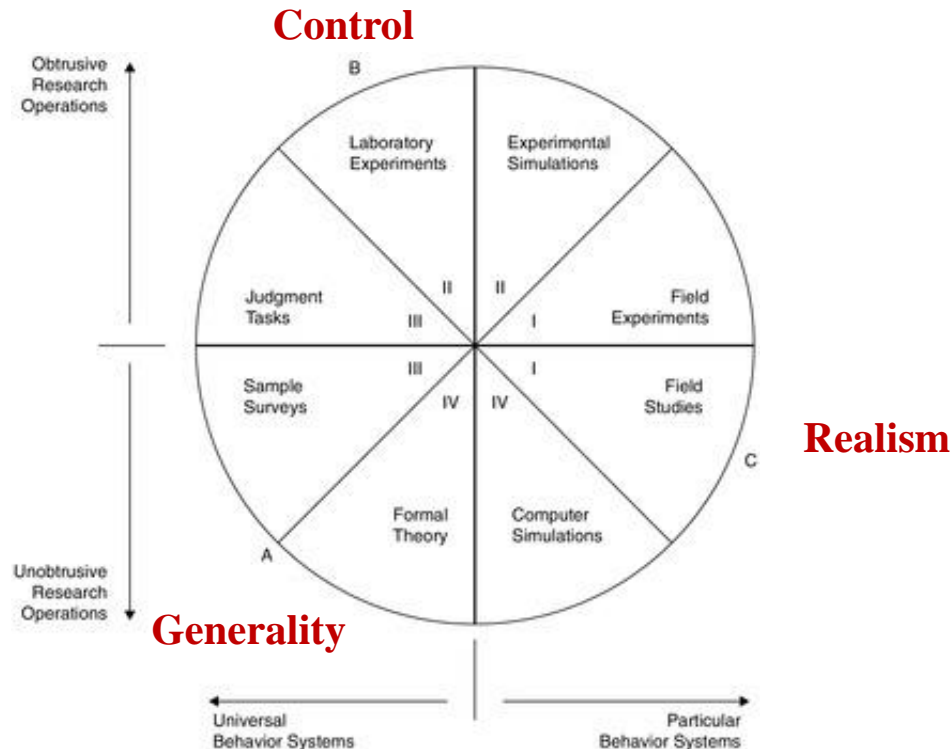 Control
Obtrusive
Research
Operations
B
Laboratory
Experiments
Experimental
Simulations
Judgment
Tasks
II
II
Field
Experiments
III
I
III
I
Sample
Surveys
IV
IV
Field
Studies
Realism
C
Formal
Theory
Computer
Simulations
A
Unobtrusive
Research
Operations
Generality
Universal
Behavior Systems
Particular
Behavior Systems